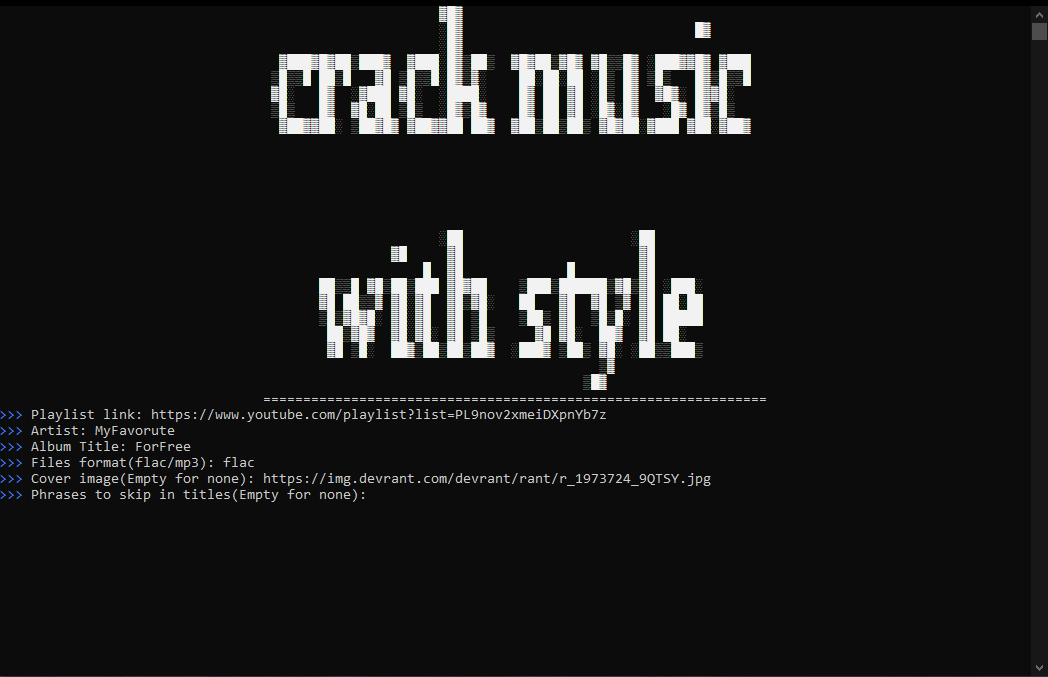 crack music
with style
===============================================================
>>> Playlist link: https://www.youtube.com/playlist?list=PL9nov2xmeiDXpnYb7z
>>> Artist: MyFavorute
>>> Album Title: ForFree
>>> Files format(flac/mp3): flac
>>> Cover image(Empty for none): https://img.devrant.com/devrant/rant/r_1973724_9QTSY.jpg
>>> Phrases to skip in titles(Empty for none):